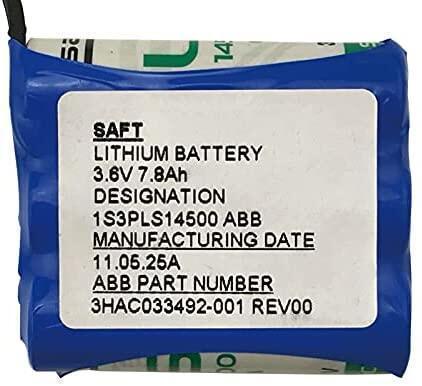 SAFT
LITHIUM BATTERY
3.6V 7.8Ah
DESIGNATION
1S3PLS14500 ABB
MANUFACTURING DATE
11.05.25A
ABB PART NUMBER
3HAC033492-001 REV00